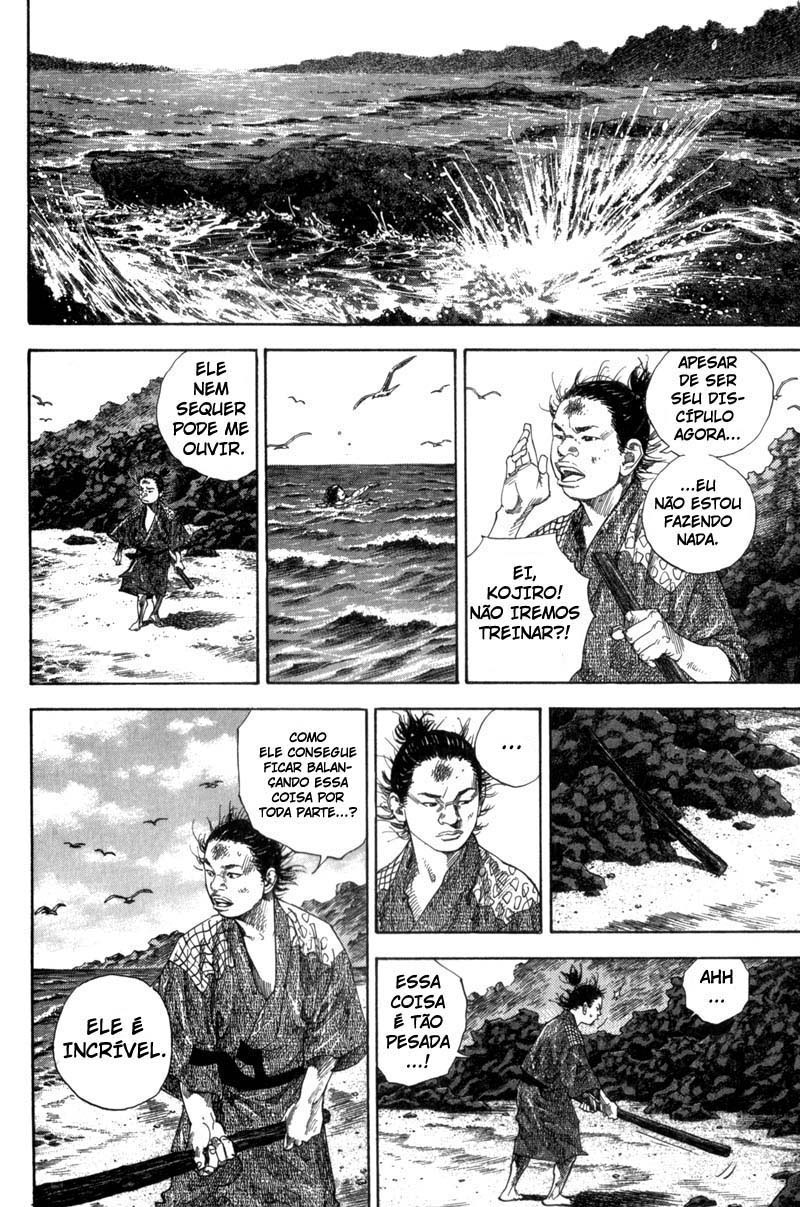 APESAR
DE SER
SEU DIS-
CÍPULO
AGORA...
...EU
NÃO ESTOU
FAZENDO
NADA.
EI,
KOJIRO!
NÃO IREMOS
TREINAR?!
ELE
NEM
SEQUER
PODE ME
OUVIR.
...
COMO
ELE CONSEGUE
FICAR BALAN-
ÇANDO ESSA
COISA POR
TODA PARTE...?
ELE É
INCRÍVEL.
AHH
...
ESSA
COISA
É TÃO
PESADA
...!